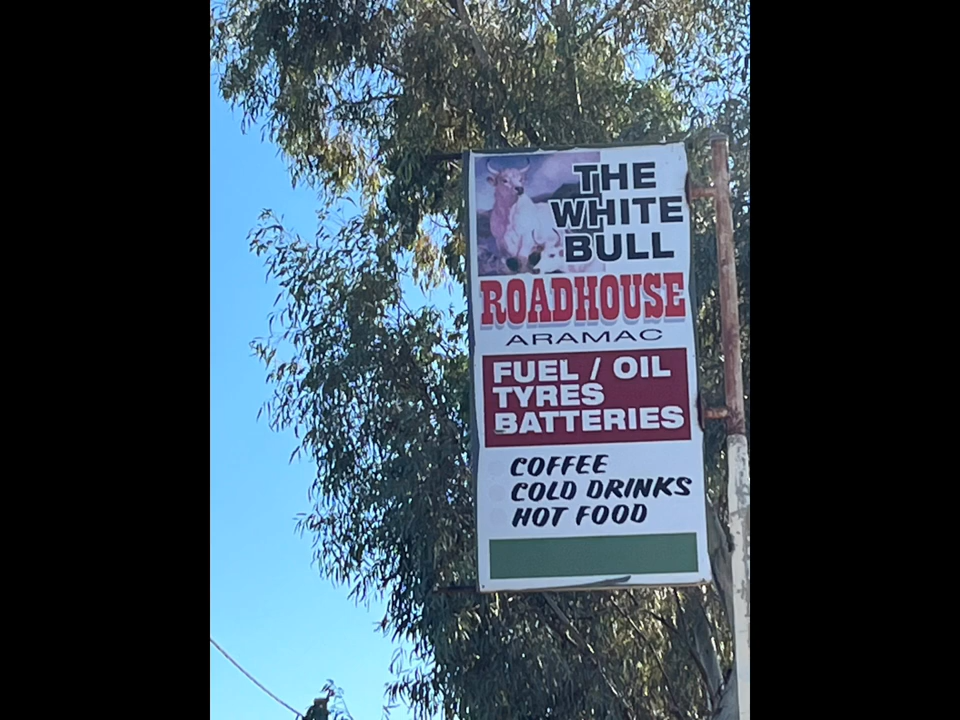 THE
WHITE
BULL
ROADHOUSE
ARAMAC
FUEL / OIL
TYRES
BATTERIES
COFFEE
COLD DRINKS
HOT FOOD